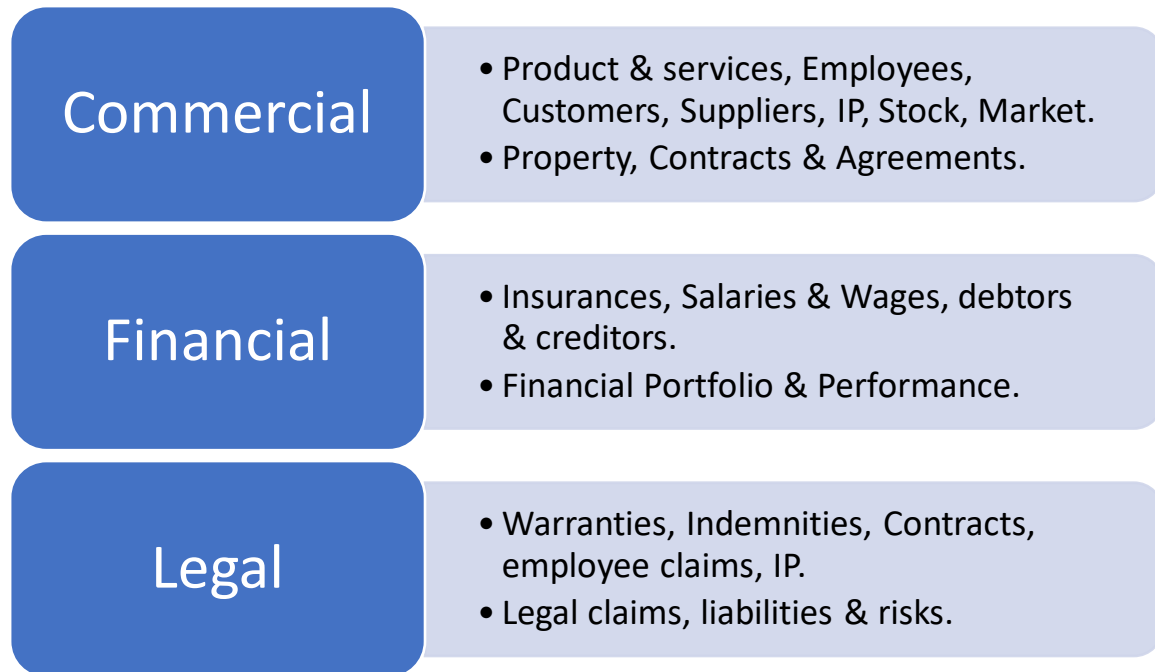 Commercial
• Product & services, Employees,
Customers, Suppliers, IP, Stock, Market.
• Property, Contracts & Agreements.
Financial
• Insurances, Salaries & Wages, debtors
& creditors.
• Financial Portfolio & Performance.
Legal
• Warranties, Indemnities, Contracts,
employee claims, IP.
• Legal claims, liabilities & risks.